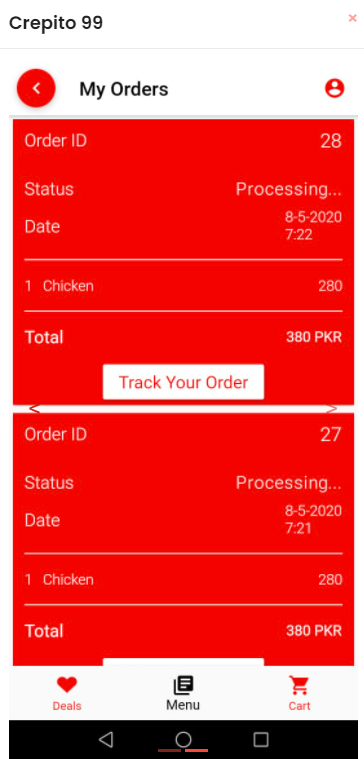 Crepito 99
My Orders
Order ID 28
Status Processing...
Date 8-5-2020
7:22
1 Chicken 280
Total 380 PKR
Track Your Order
Order ID 27
Status Processing...
Date 8-5-2020
7:21
1 Chicken 280
Total 380 PKR
Deals Menu Cart